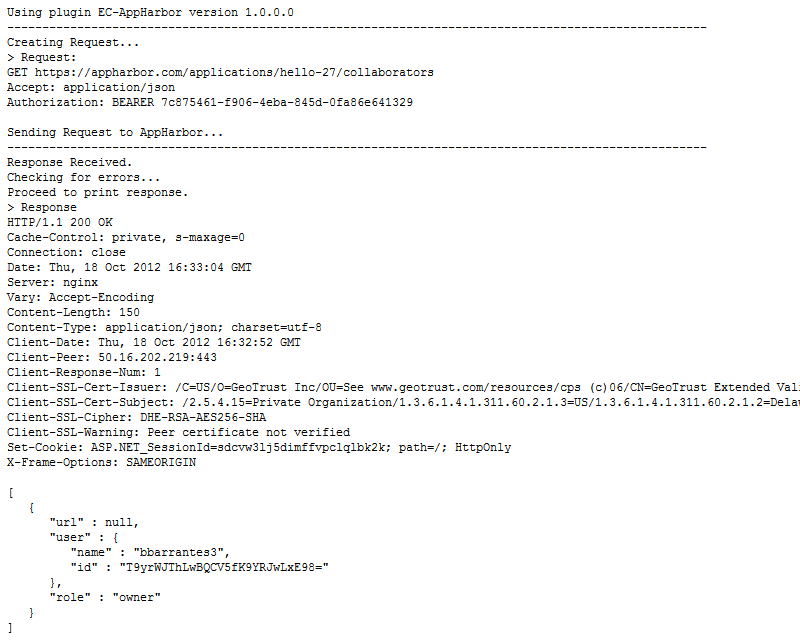 Using plugin EC-AppHarbor version 1.0.0.0
----------------------------------------------------------------------------------------------------
Creating Request...
> Request:
GET https://appharbor.com/applications/hello-27/collaborators
Accept: application/json
Authorization: BEARER 7c875461-f906-4eba-845d-0fa86e641329
Sending Request to AppHarbor...
----------------------------------------------------------------------------------------------------
Response Received.
Checking for errors...
Proceed to print response.
> Response
HTTP/1.1 200 OK
Cache-Control: private, s-maxage=0
Connection: close
Date: Thu, 18 Oct 2012 16:33:04 GMT
Server: nginx
Vary: Accept-Encoding
Content-Length: 150
Content-Type: application/json; charset=utf-8
Client-Date: Thu, 18 Oct 2012 16:32:52 GMT
Client-Peer: 50.16.202.219:443
Client-Response-Num: 1
Client-SSL-Cert-Issuer: /C=US/O=GeoTrust Inc/OU=See www.geotrust.com/resources/cps (c)06/CN=GeoTrust Extended Vali
Client-SSL-Cert-Subject: /2.5.4.15=Private Organization/1.3.6.1.4.1.311.60.2.1.3=US/1.3.6.1.4.1.311.60.2.1.2=Delaw
Client-SSL-Cipher: DHE-RSA-AES256-SHA
Client-SSL-Warning: Peer certificate not verified
Set-Cookie: ASP.NET_SessionId=sdcvw3lj5dimffvpclqlbk2k; path=/; HttpOnly
X-Frame-Options: SAMEORIGIN
[
{
"url" : null,
"user" : {
"name" : "bbarrantes3",
"id" : "T9yrWJThLwBQCV5fK9YRJwLxE98="
},
"role" : "owner"
}
]